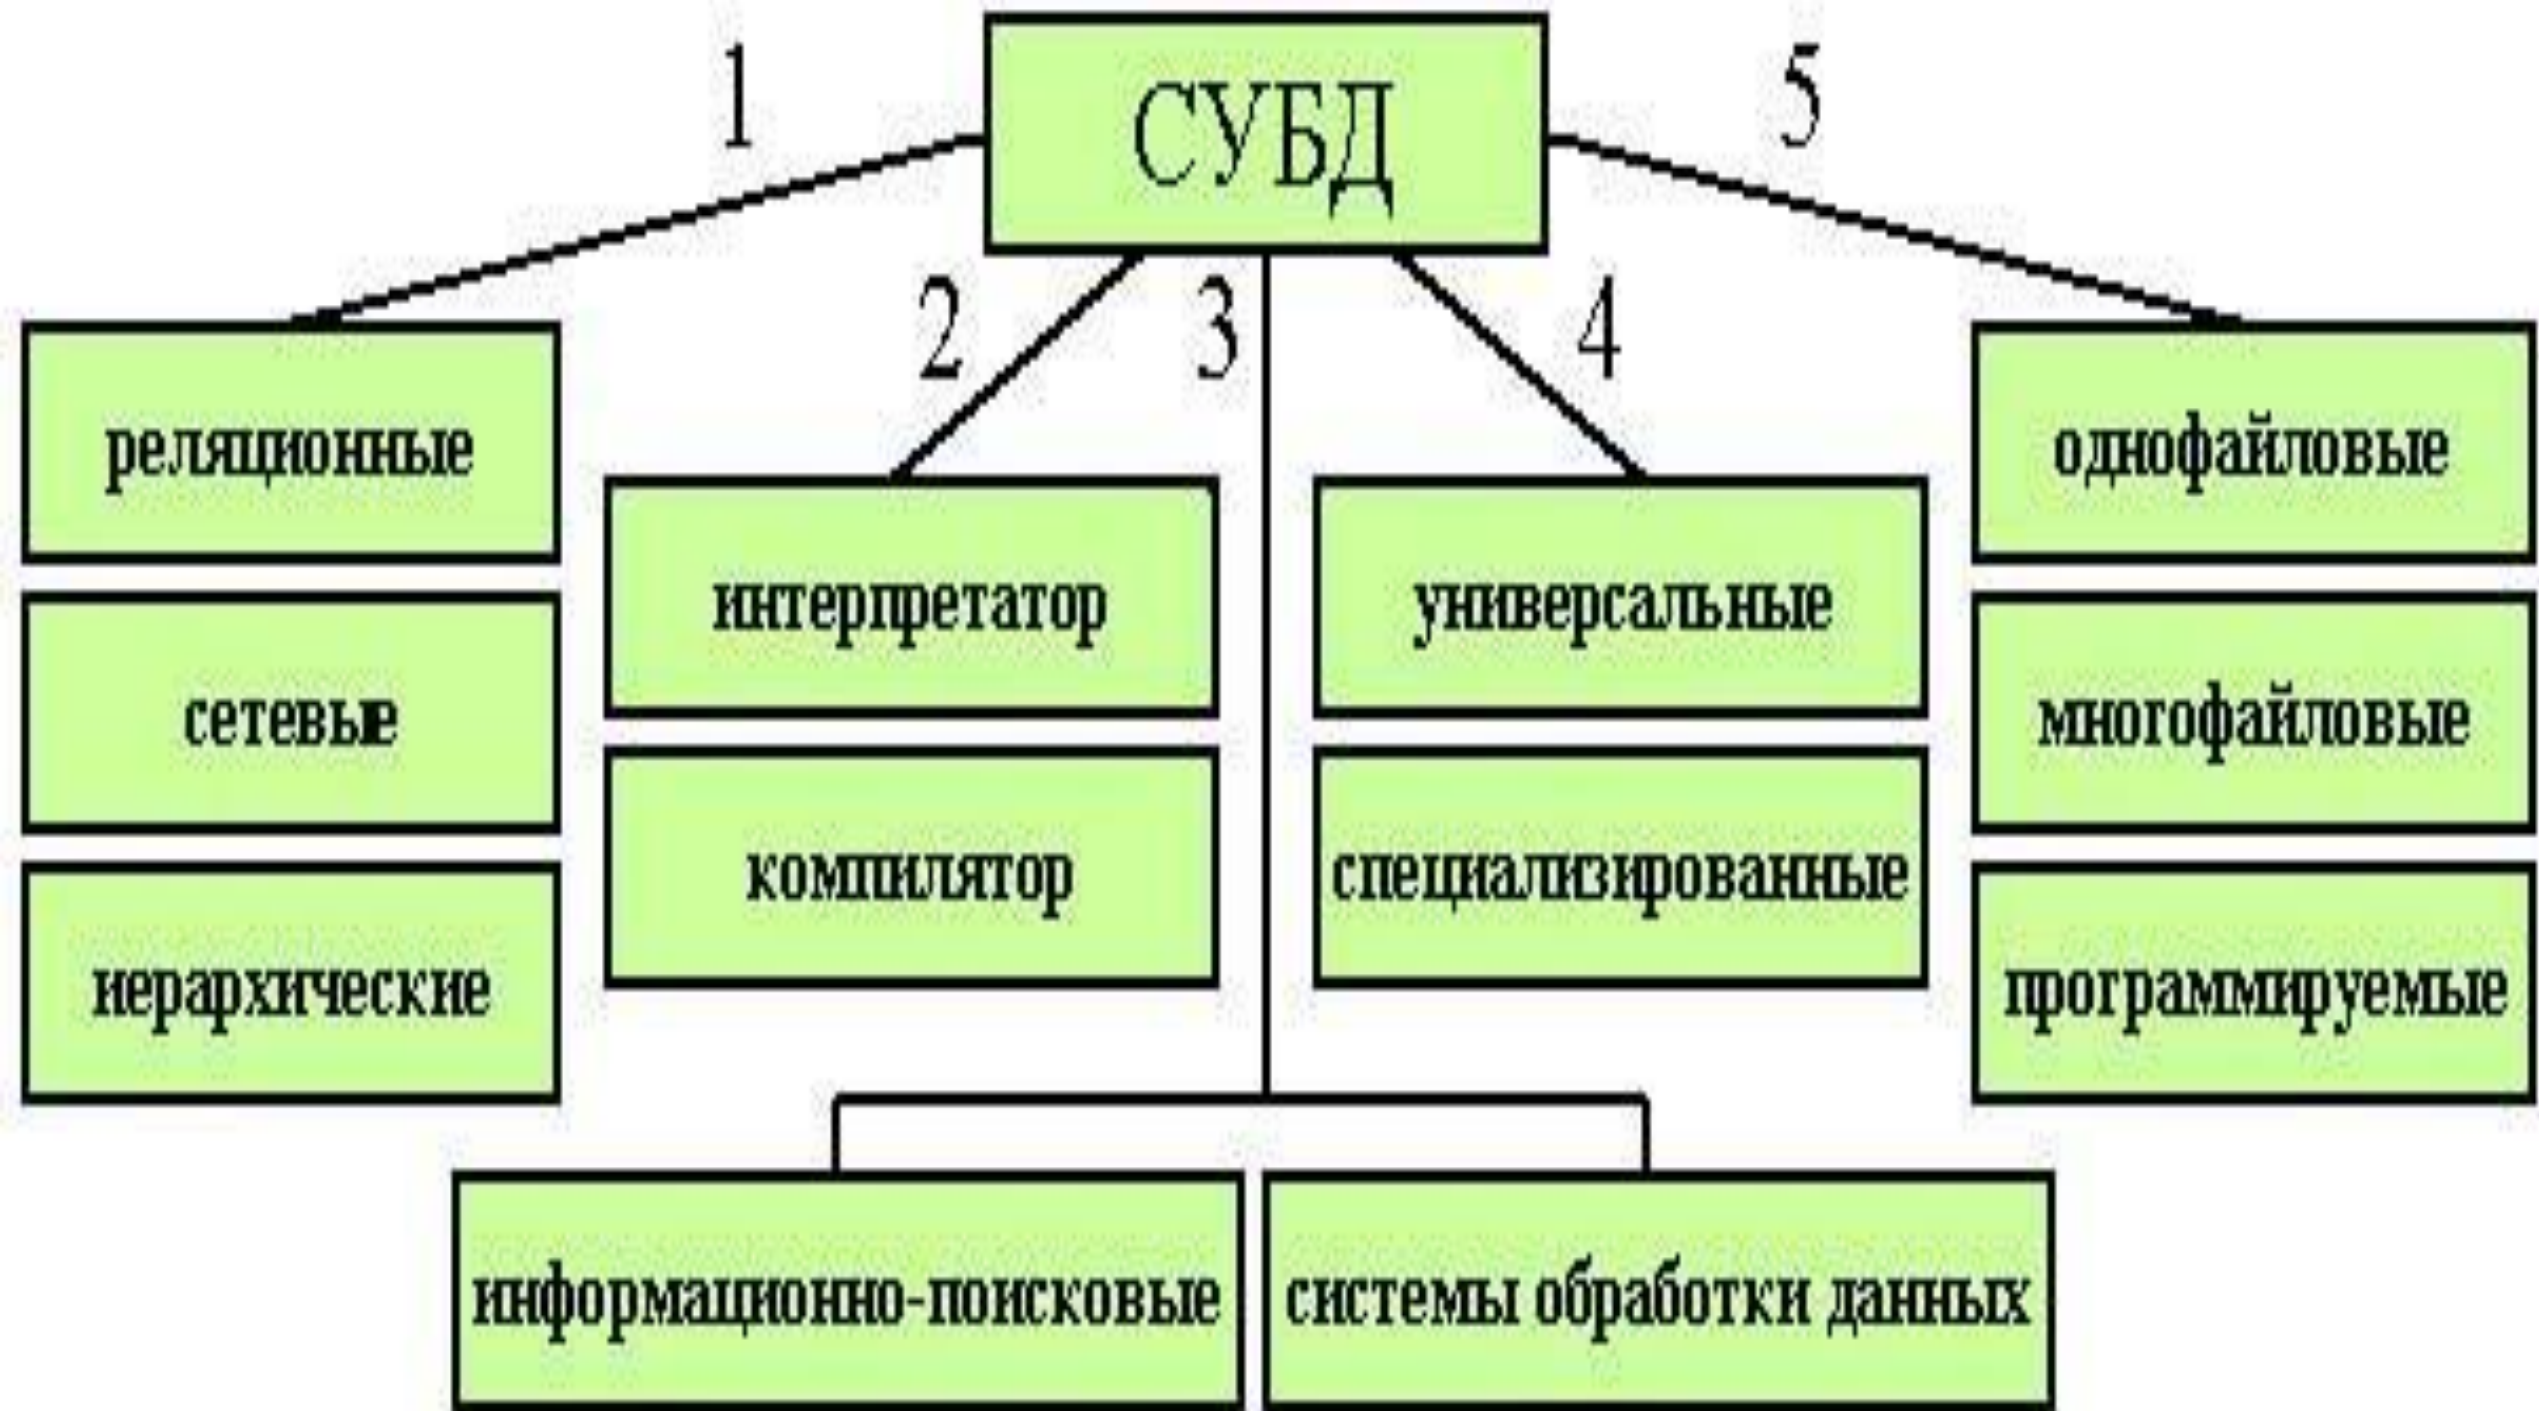 СУБД
1
2
3
4
5
реляционные
сетевые
иерархические
интерпретатор
компилятор
универсальные
специализированные
однофайловые
многофайловые
программируемые
информационно-поисковые
системы обработки данных